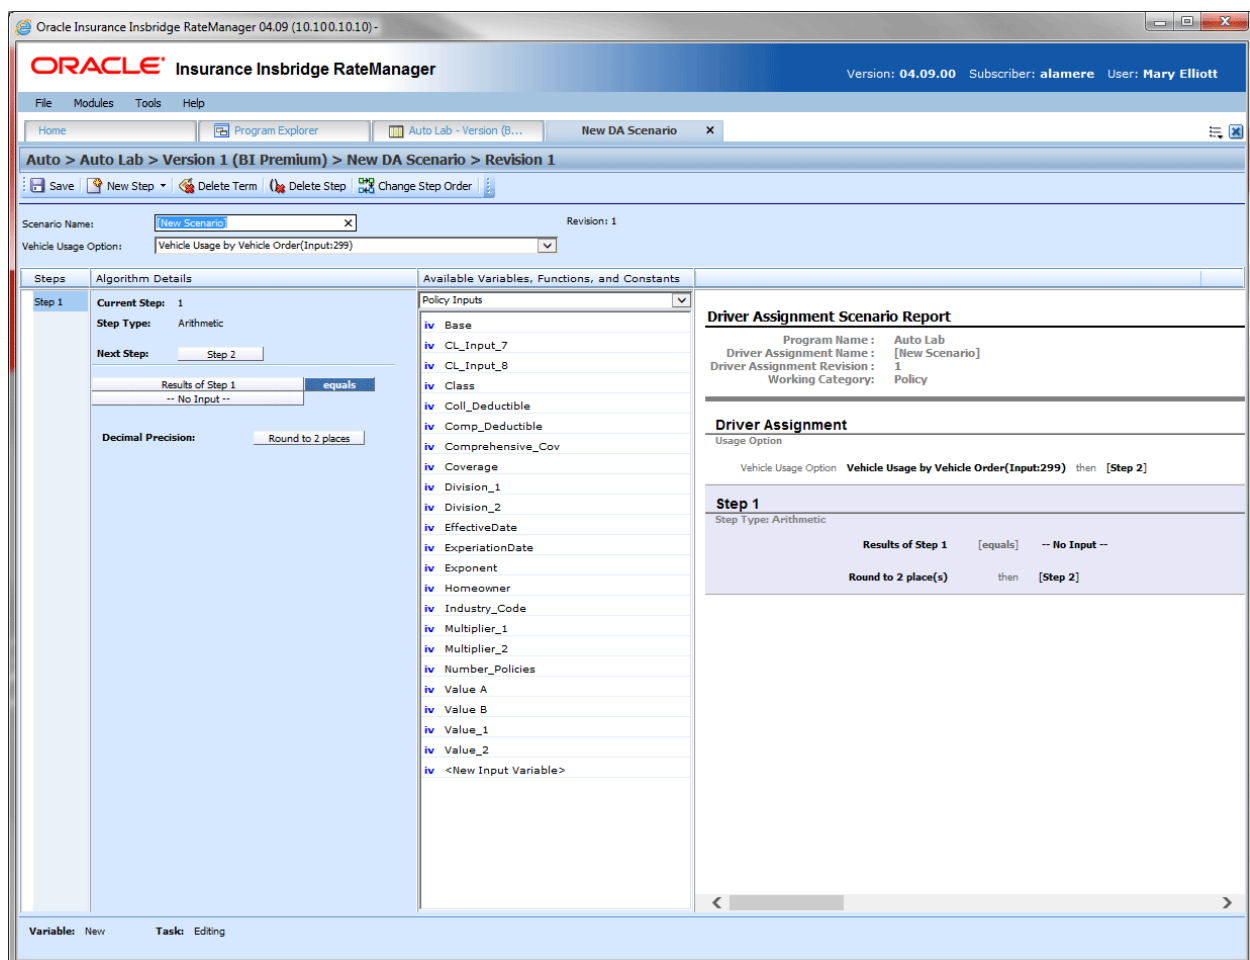 Oracle Insurance Insbridge RateManager 04.09 (10.100.10.10) -
ORACLE Insurance Insbridge RateManager
Version: 04.09.00 Subscriber: alamere User: Mary Elliott
File Modules Tools Help
Home Program Explorer Auto Lab - Version (B... New DA Scenario
Auto > Auto Lab > Version 1 (BI Premium) > New DA Scenario > Revision 1
Save New Step Delete Term Delete Step Change Step Order
Scenario Name: [New Scenario] Revision: 1
Vehicle Usage Option: Vehicle Usage by Vehicle Order(Input:299)
Steps Algorithm Details Available Variables, Functions, and Constants
Step 1
Current Step: 1
Step Type: Arithmetic
Next Step: Step 2
Results of Step 1 equals
-- No Input --
Decimal Precision: Round to 2 places
Policy Inputs
iv Base
iv CL_Input_7
iv CL_Input_8
iv Class
iv Coll_Deductible
iv Comp_Deductible
iv Comprehensive_Cov
iv Coverage
iv Division_1
iv Division_2
iv EffectiveDate
iv ExperiationDate
iv Exponent
iv Homeowner
iv Industry_Code
iv Multiplier_1
iv Multiplier_2
iv Number_Policies
iv Value A
iv Value B
iv Value_1
iv Value_2
iv <New Input Variable>
Driver Assignment Scenario Report
Program Name : Auto Lab
Driver Assignment Name : [New Scenario]
Driver Assignment Revision : 1
Working Category: Policy
Driver Assignment
Usage Option
Vehicle Usage Option Vehicle Usage by Vehicle Order(Input:299) then [Step 2]
Step 1
Step Type: Arithmetic
Results of Step 1 [equals] -- No Input --
Round to 2 place(s) then [Step 2]
Variable: New Task: Editing